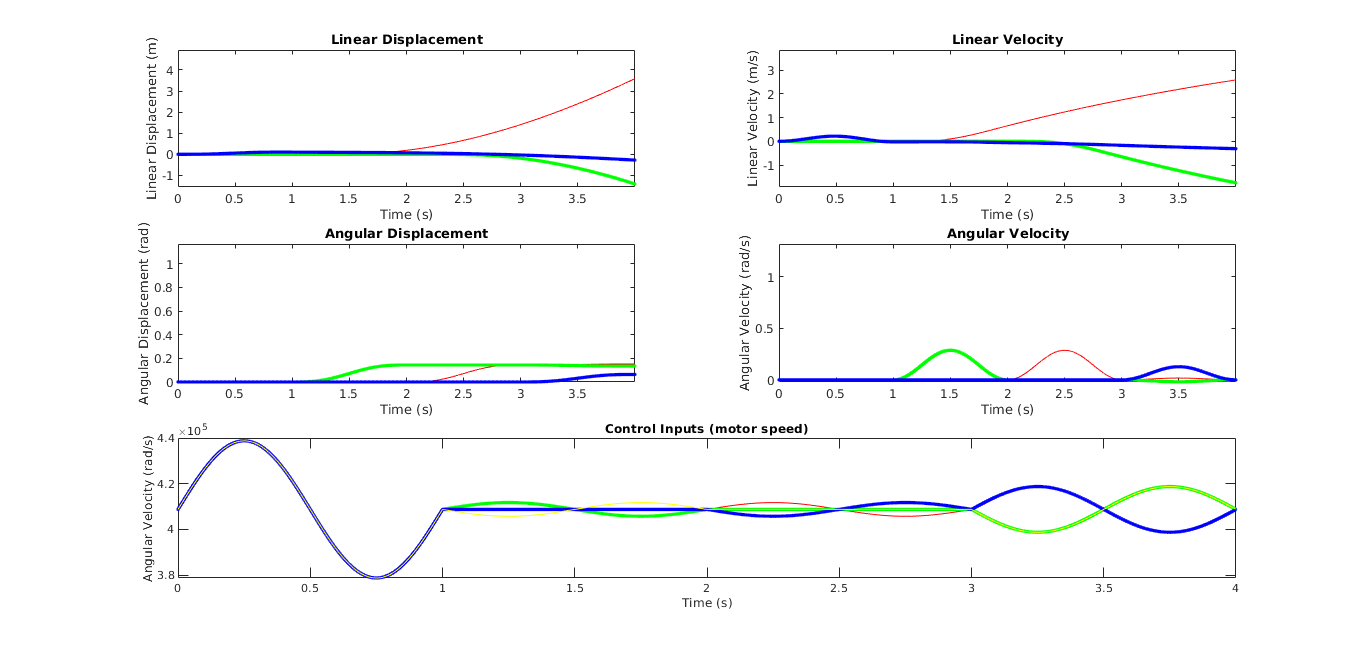 Linear Displacement
Linear Displacement (m)
4
3
2
1
0
-1
0 0.5 1 1.5 2 2.5 3 3.5
Time (s)
Linear Velocity
Linear Velocity (m/s)
3
2
1
0
-1
0 0.5 1 1.5 2 2.5 3 3.5
Time (s)
Angular Displacement
Angular Displacement (rad)
1
0.8
0.6
0.4
0.2
0
0 0.5 1 1.5 2 2.5 3 3.5
Time (s)
Angular Velocity
Angular Velocity (rad/s)
1
0.5
0
0 0.5 1 1.5 2 2.5 3 3.5
Time (s)
Control Inputs (motor speed)
Angular Velocity (rad/s)
×10^5
4.4
4.2
4
3.8
0 0.5 1 1.5 2 2.5 3 3.5 4
Time (s)